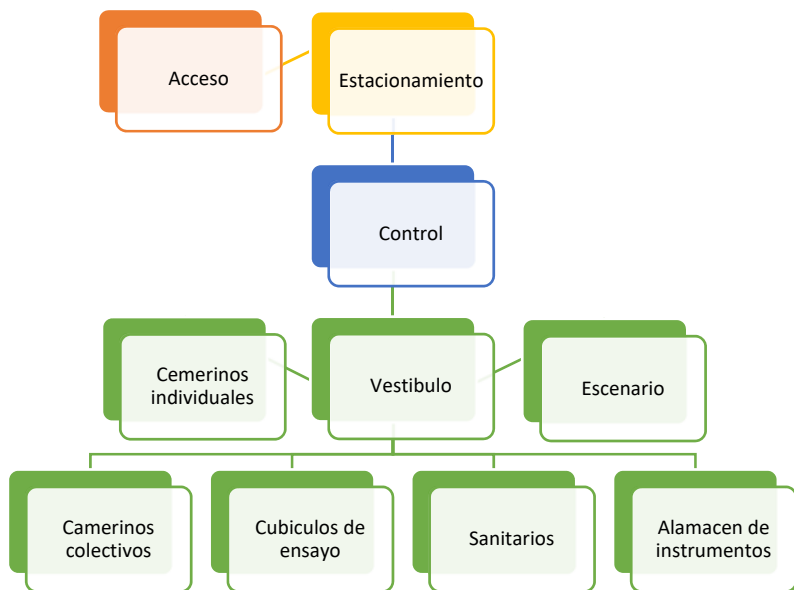 Acceso
Estacionamiento
Control
Cemerinos
individuales
Vestibulo
Escenario
Camerinos
colectivos
Cubiculos de
ensayo
Sanitarios
Alamacen de
instrumentos